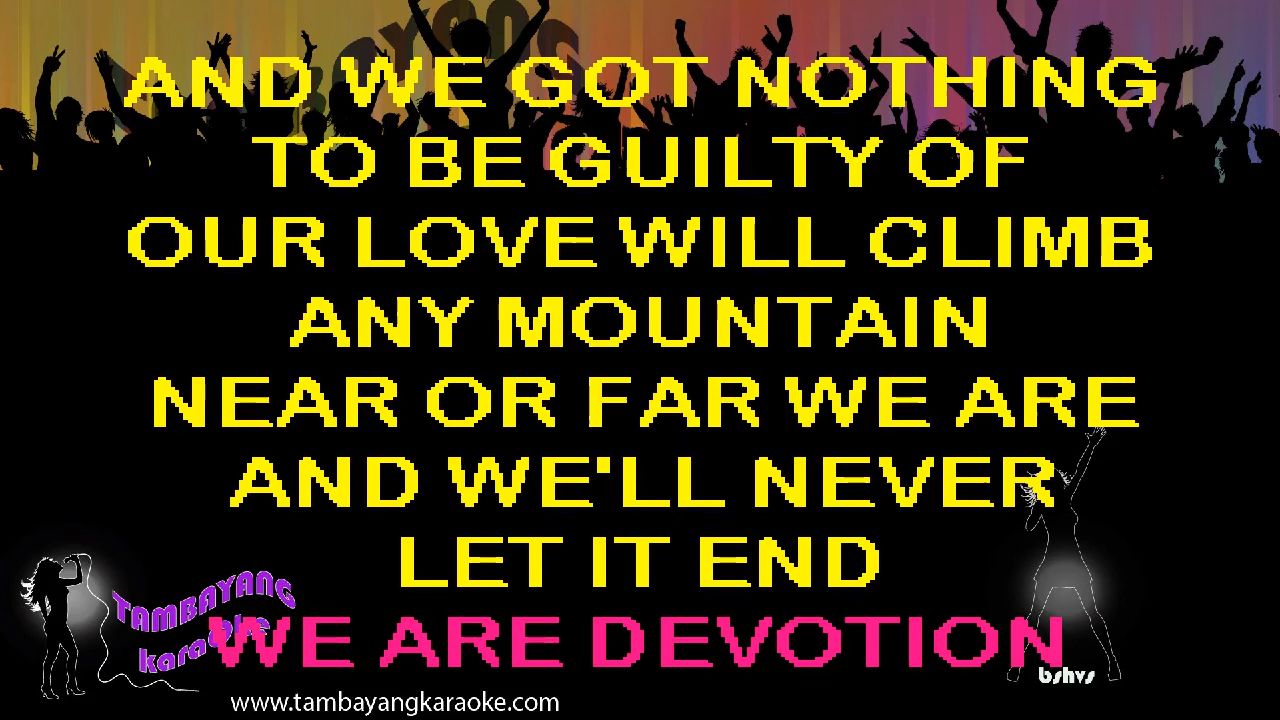 AND WE GOT NOTHING
TO BE GUILTY OF
OUR LOVE WILL CLIMB
ANY MOUNTAIN
NEAR OR FAR WE ARE
AND WE'LL NEVER
LET IT END
WE ARE DEVOTION
TAMBAYANG
karaoke
bshvs
www.tambayangkaraoke.com